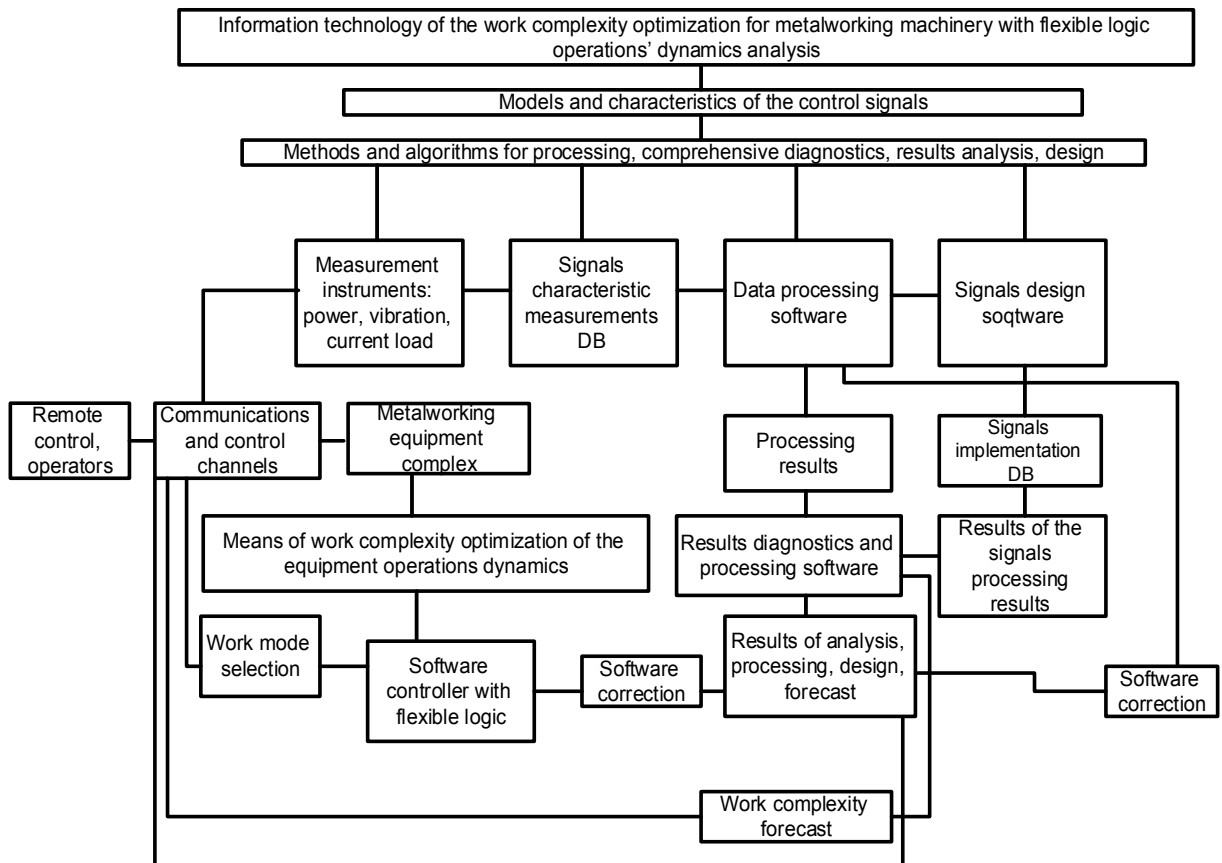 Information technology of the work complexity optimization for metalworking machinery with flexible logic
operations’ dynamics analysis
Models and characteristics of the control signals
Methods and algorithms for processing, comprehensive diagnostics, results analysis, design
Measurement
instruments:
power, vibration,
current load
Signals
characteristic
measurements
DB
Data processing
software
Signals design
soqtware
Remote
control,
operators
Communications
and control
channels
Metalworking
equipment
complex
Processing
results
Signals
implementation
DB
Means of work complexity optimization of the
equipment operations dynamics
Results diagnostics and
processing software
Results of the
signals
processing
results
Work mode
selection
Software
controller with
flexible logic
Software
correction
Results of analysis,
processing, design,
forecast
Software
correction
Work complexity
forecast